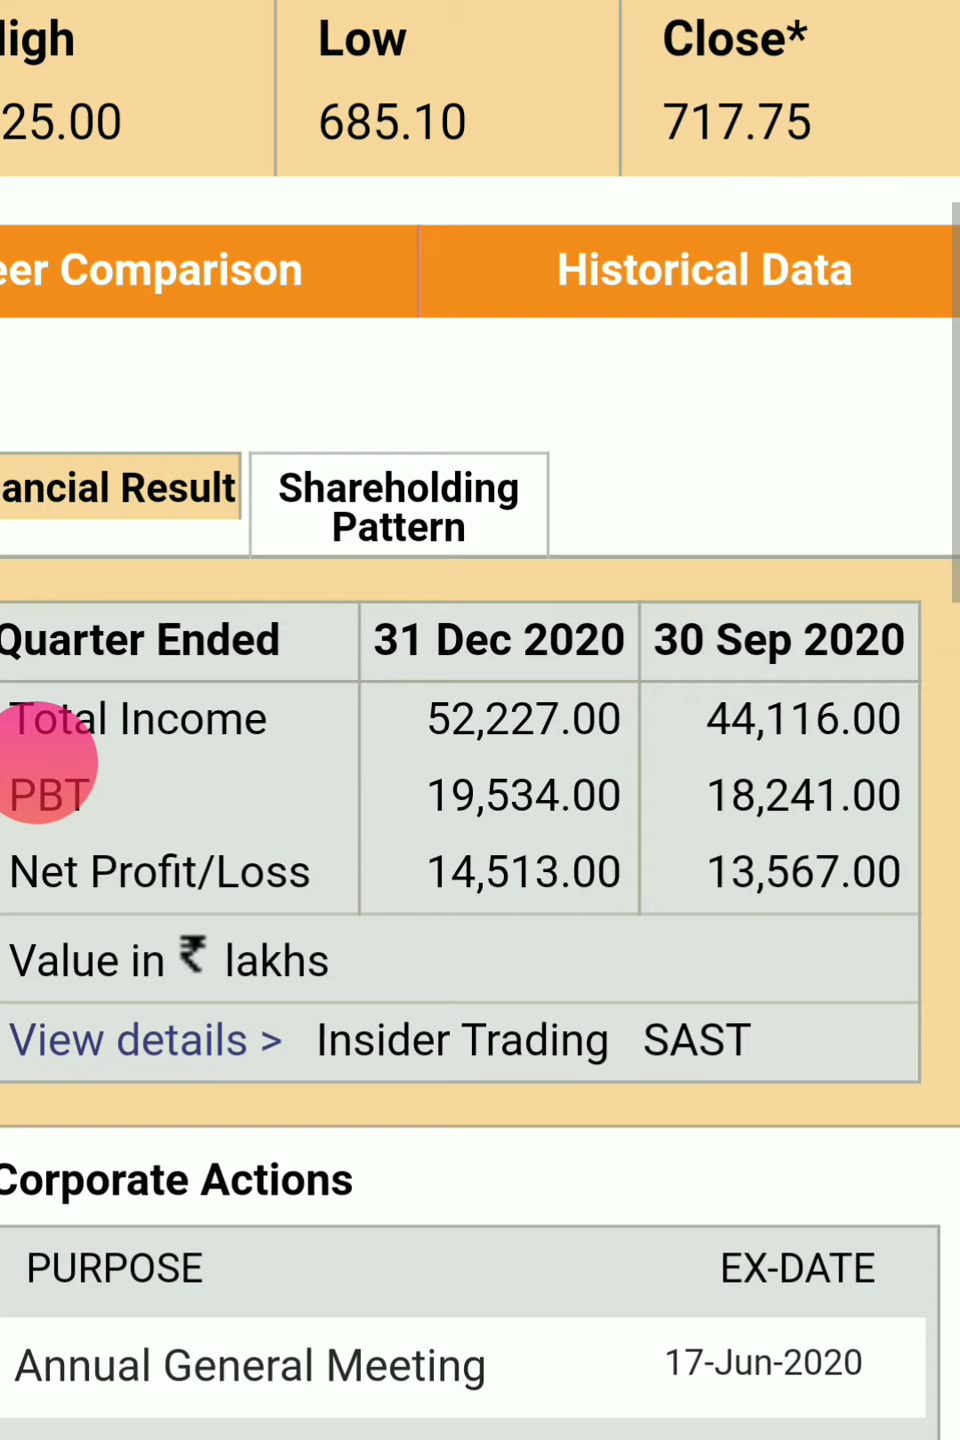 Low Close*
25.00 685.10 717.75
Comparison Historical Data
Result Shareholding
Pattern
Quarter Ended 31 Dec 2020 30 Sep 2020
Total Income 52,227.00 44,116.00
PBT 19,534.00 18,241.00
Net Profit/Loss 14,513.00 13,567.00
Value in ₹ lakhs
View details > Insider Trading SAST
Corporate Actions
PURPOSE EX-DATE
Annual General Meeting 17-Jun-2020